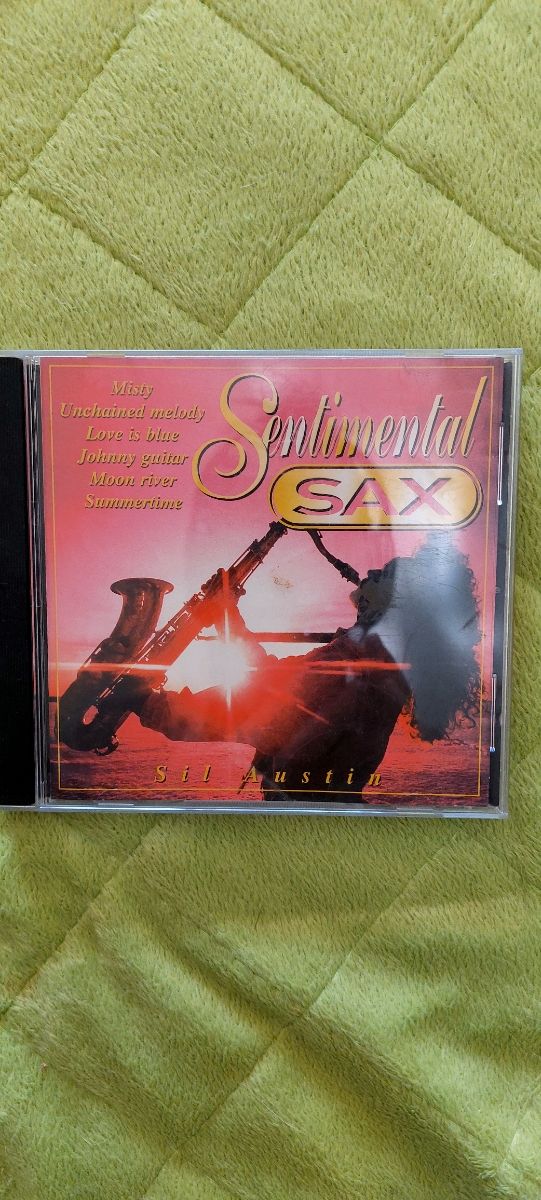 Misty
Unchained melody
Love is blue
Johnny guitar
Moon river
Summertime
Sentimental
SAX
Sil Austin